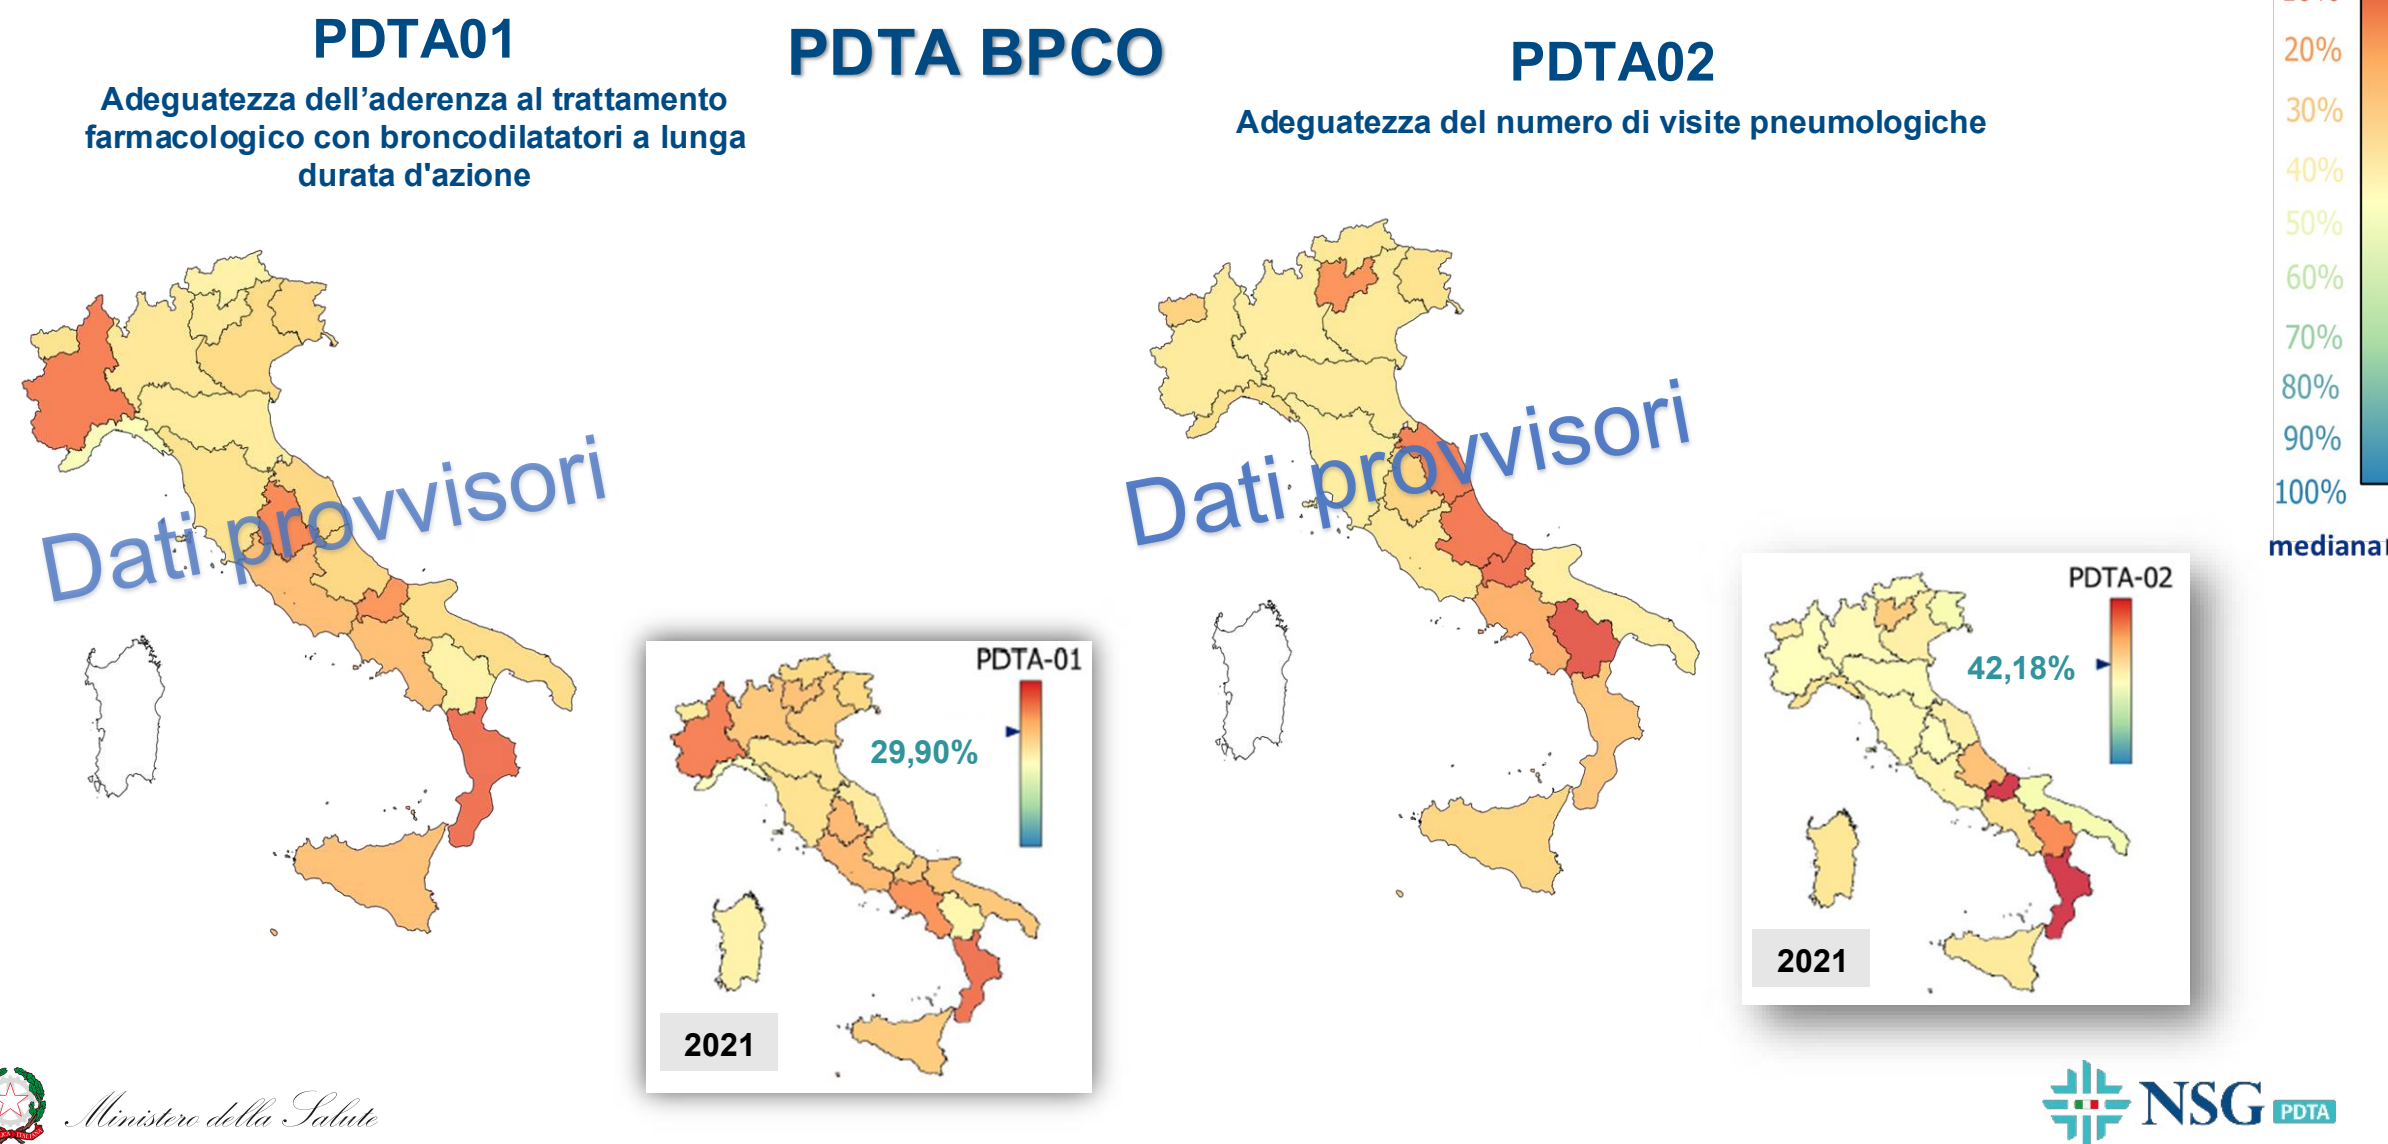 PDTA01
Adeguatezza dell’aderenza al trattamento
farmacologico con broncodilatatori a lunga
durata d'azione
PDTA BPCO
PDTA02
Adeguatezza del numero di visite pneumologiche
20%
30%
40%
50%
60%
70%
80%
90%
100%
mediana
Dati provvisori
Dati provvisori
PDTA-01
29,90%
2021
PDTA-02
42,18%
2021
Ministero della Salute
NSG PDTA